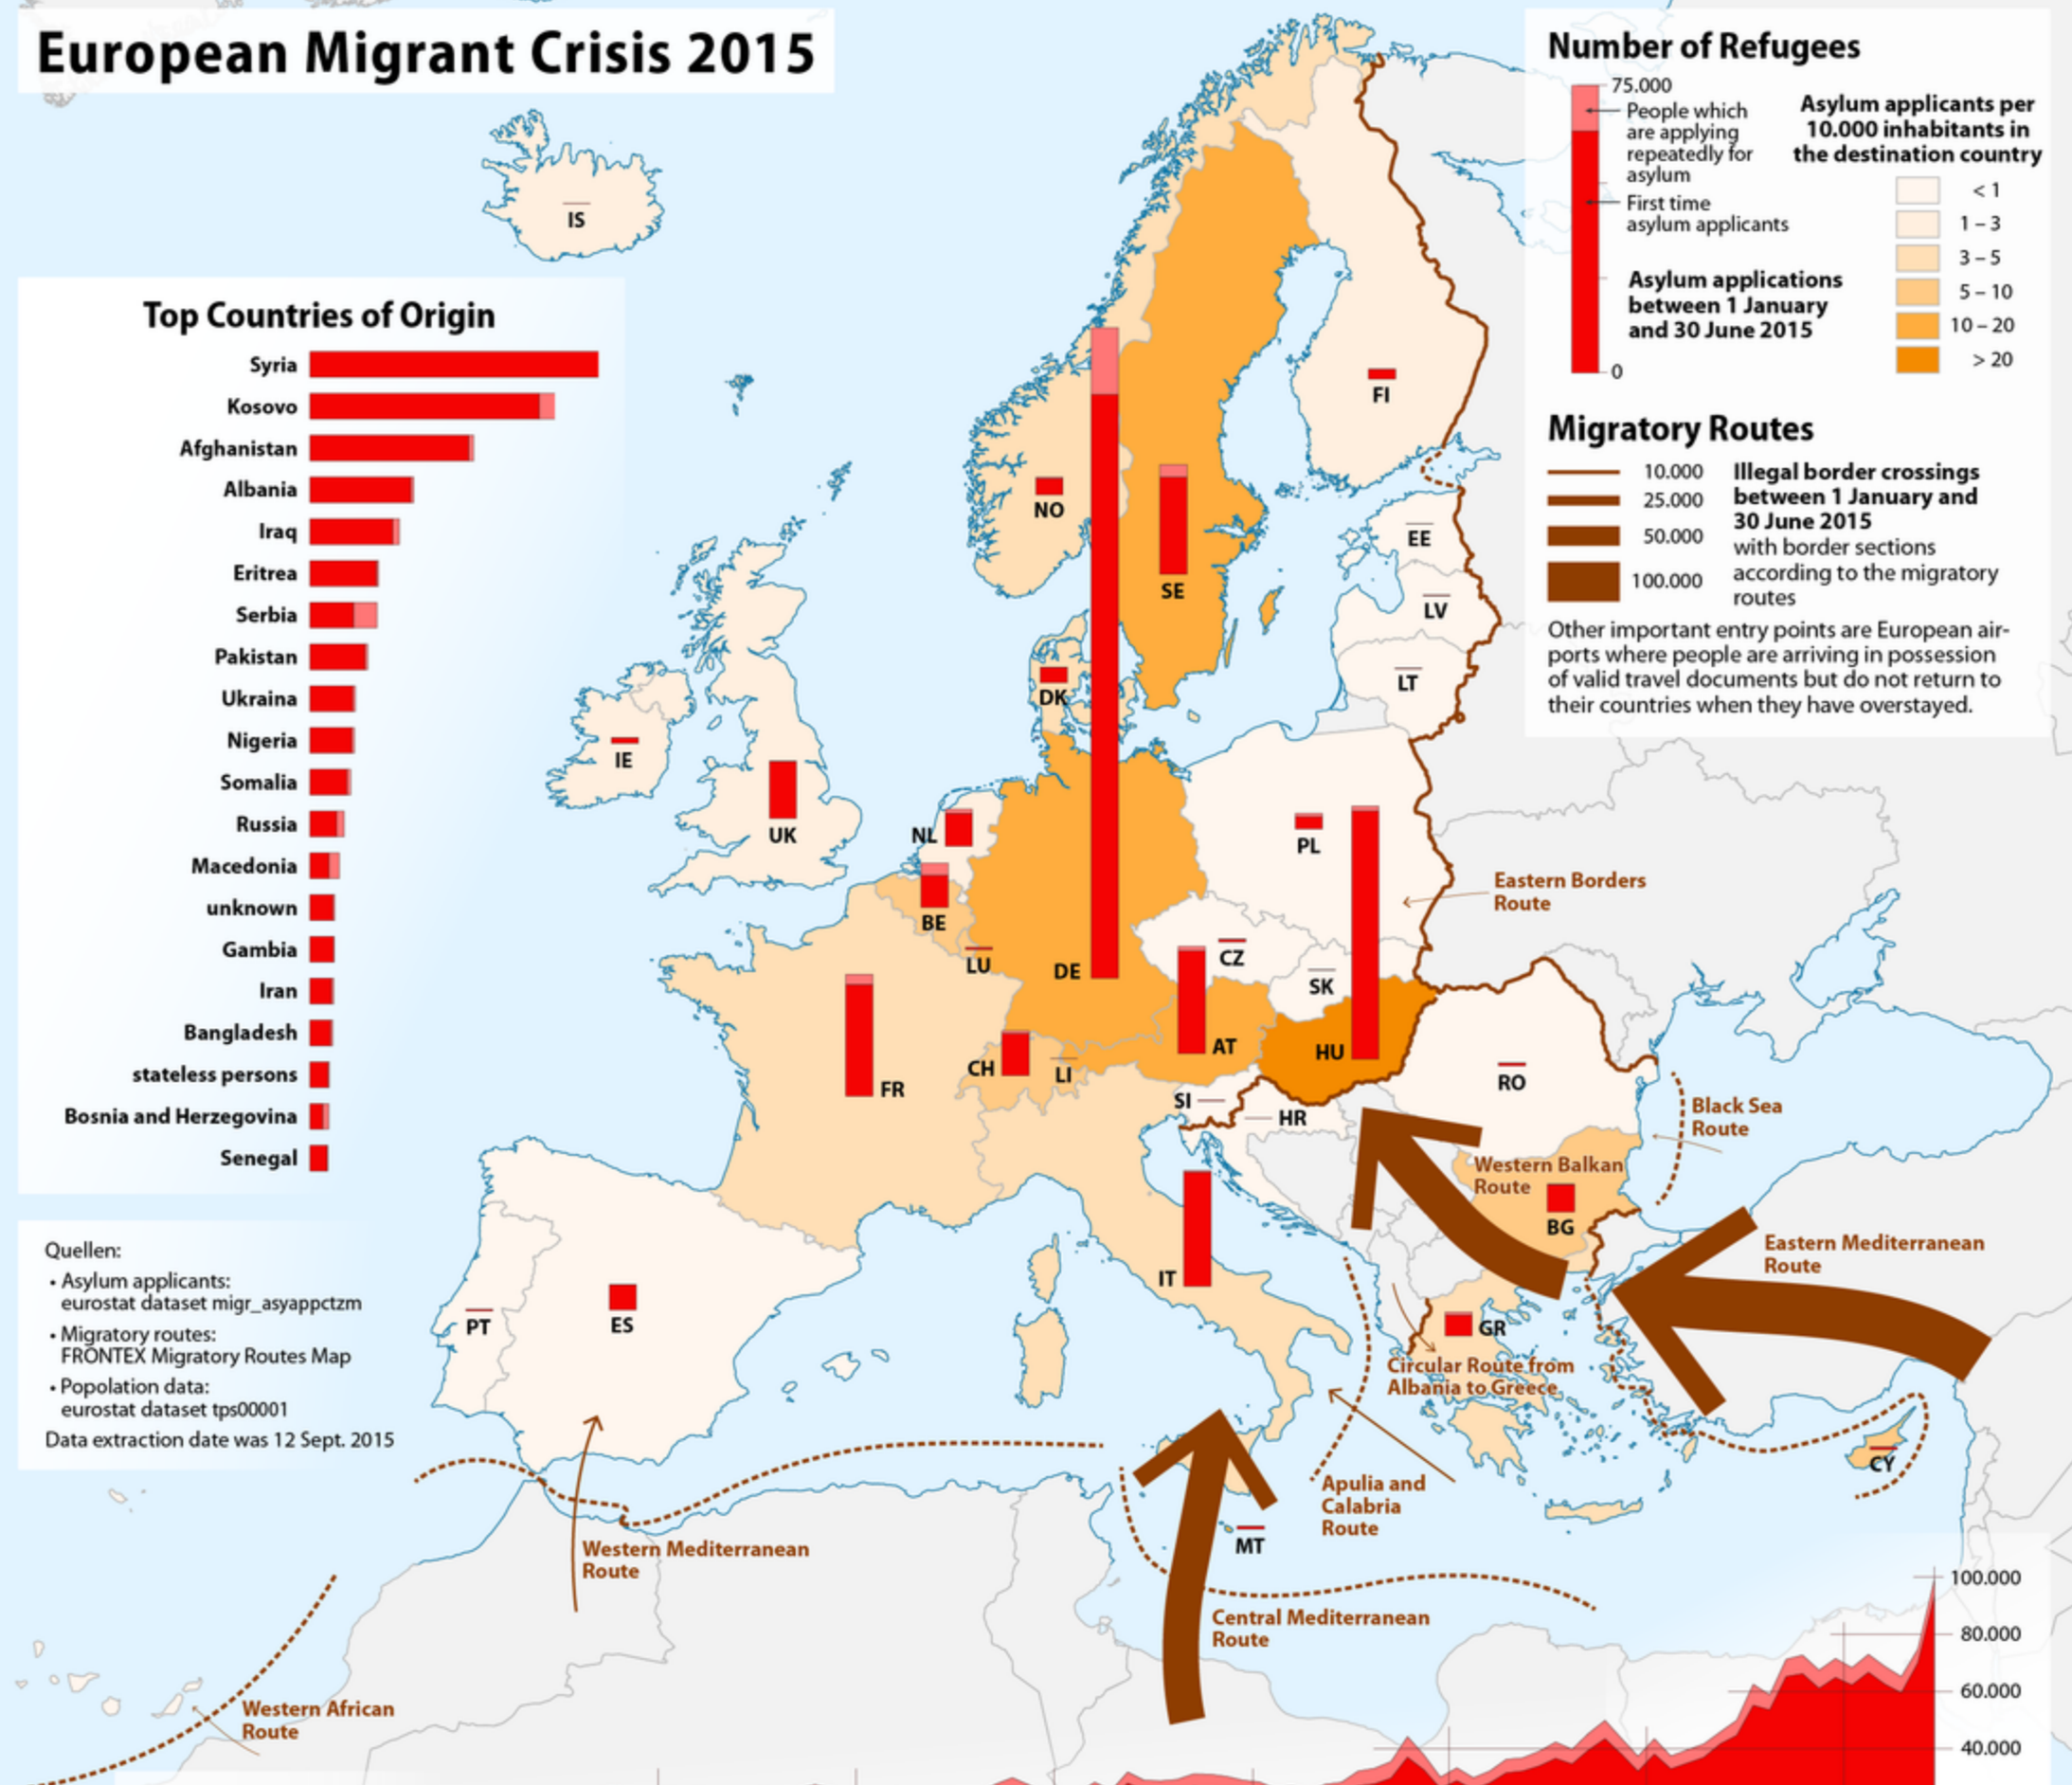 European Migrant Crisis 2015
Number of Refugees
75.000
People which
are applying
repeatedly for
asylum
First time
asylum applicants
Asylum applications
between 1 January
and 30 June 2015
0
Asylum applicants per
10.000 inhabitants in
the destination country
< 1
1 – 3
3 – 5
5 – 10
10 – 20
> 20
Migratory Routes
10.000
25.000
50.000
100.000
Illegal border crossings
between 1 January and
30 June 2015
with border sections
according to the migratory
routes
Other important entry points are European air-
ports where people are arriving in possession
of valid travel documents but do not return to
their countries when they have overstayed.
Top Countries of Origin
Syria
Kosovo
Afghanistan
Albania
Iraq
Eritrea
Serbia
Pakistan
Ukraina
Nigeria
Somalia
Russia
Macedonia
unknown
Gambia
Iran
Bangladesh
stateless persons
Bosnia and Herzegovina
Senegal
Quellen:
• Asylum applicants:
eurostat dataset migr_asyappctzm
• Migratory routes:
FRONTEX Migratory Routes Map
• Popolation data:
eurostat dataset tps00001
Data extraction date was 12 Sept. 2015
IS
FI
NO
SE
EE
LV
LT
DK
IE
UK
NL
PL
BE
LU
DE
CZ
SK
AT
HU
CH
LI
FR
SI
HR
RO
BG
IT
PT
ES
GR
CY
MT
Eastern Borders
Route
Black Sea
Route
Western Balkan
Route
Eastern Mediterranean
Route
Circular Route from
Albania to Greece
Apulia and
Calabria
Route
Western Mediterranean
Route
Central Mediterranean
Route
Western African
Route
100.000
80.000
60.000
40.000